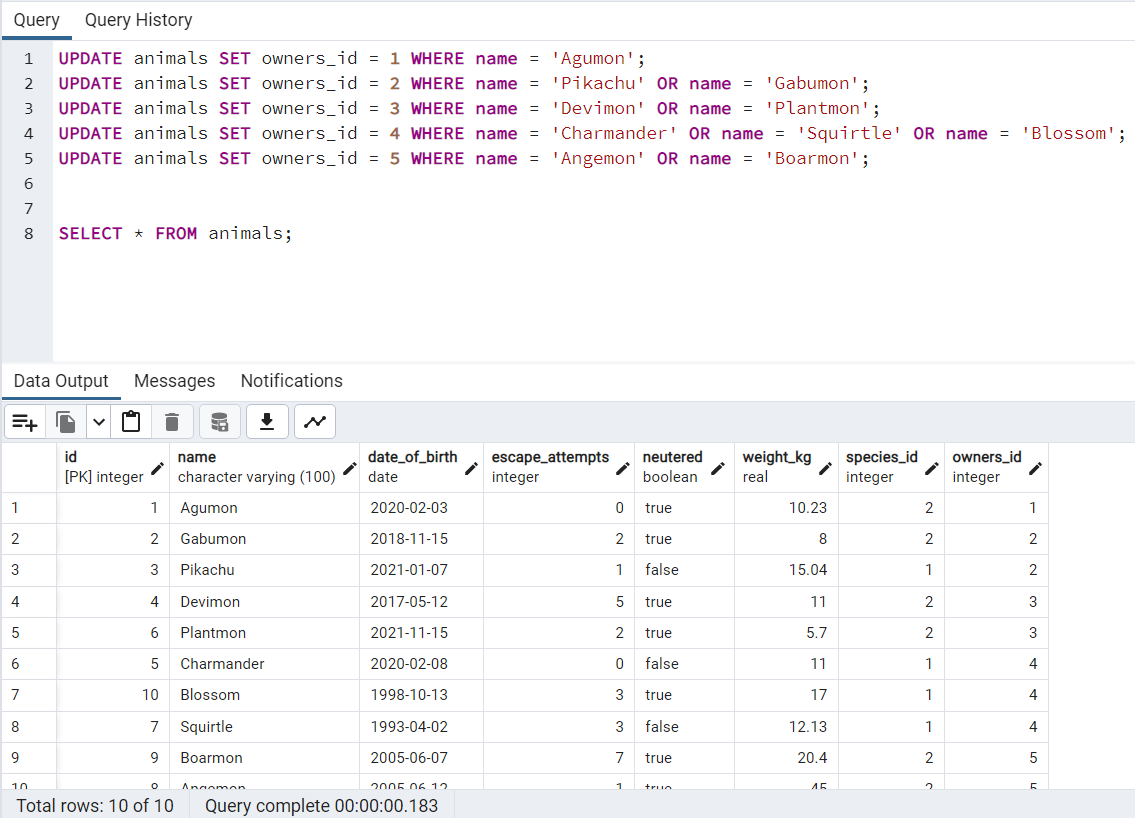 Query Query History
1 UPDATE animals SET owners_id = 1 WHERE name = 'Agumon';
2 UPDATE animals SET owners_id = 2 WHERE name = 'Pikachu' OR name = 'Gabumon';
3 UPDATE animals SET owners_id = 3 WHERE name = 'Devimon' OR name = 'Plantmon';
4 UPDATE animals SET owners_id = 4 WHERE name = 'Charmander' OR name = 'Squirtle' OR name = 'Blossom';
5 UPDATE animals SET owners_id = 5 WHERE name = 'Angemon' OR name = 'Boarmon';
6
7
8 SELECT * FROM animals;
Data Output Messages Notifications
id name date_of_birth escape_attempts neutered weight_kg species_id owners_id
[PK] integer character varying (100) date integer boolean real integer integer
1 1 Agumon 2020-02-03 0 true 10.23 2 1
2 2 Gabumon 2018-11-15 2 true 8 2 2
3 3 Pikachu 2021-01-07 1 false 15.04 1 2
4 4 Devimon 2017-05-12 5 true 11 2 3
5 6 Plantmon 2021-11-15 2 true 5.7 2 3
6 5 Charmander 2020-02-08 0 false 11 1 4
7 10 Blossom 1998-10-13 3 true 17 1 4
8 7 Squirtle 1993-04-02 3 false 12.13 1 4
9 9 Boarmon 2005-06-07 7 true 20.4 2 5
10 8 Angemon 2005-06-12 1 true 45 2 5
Total rows: 10 of 10 Query complete 00:00:00.183